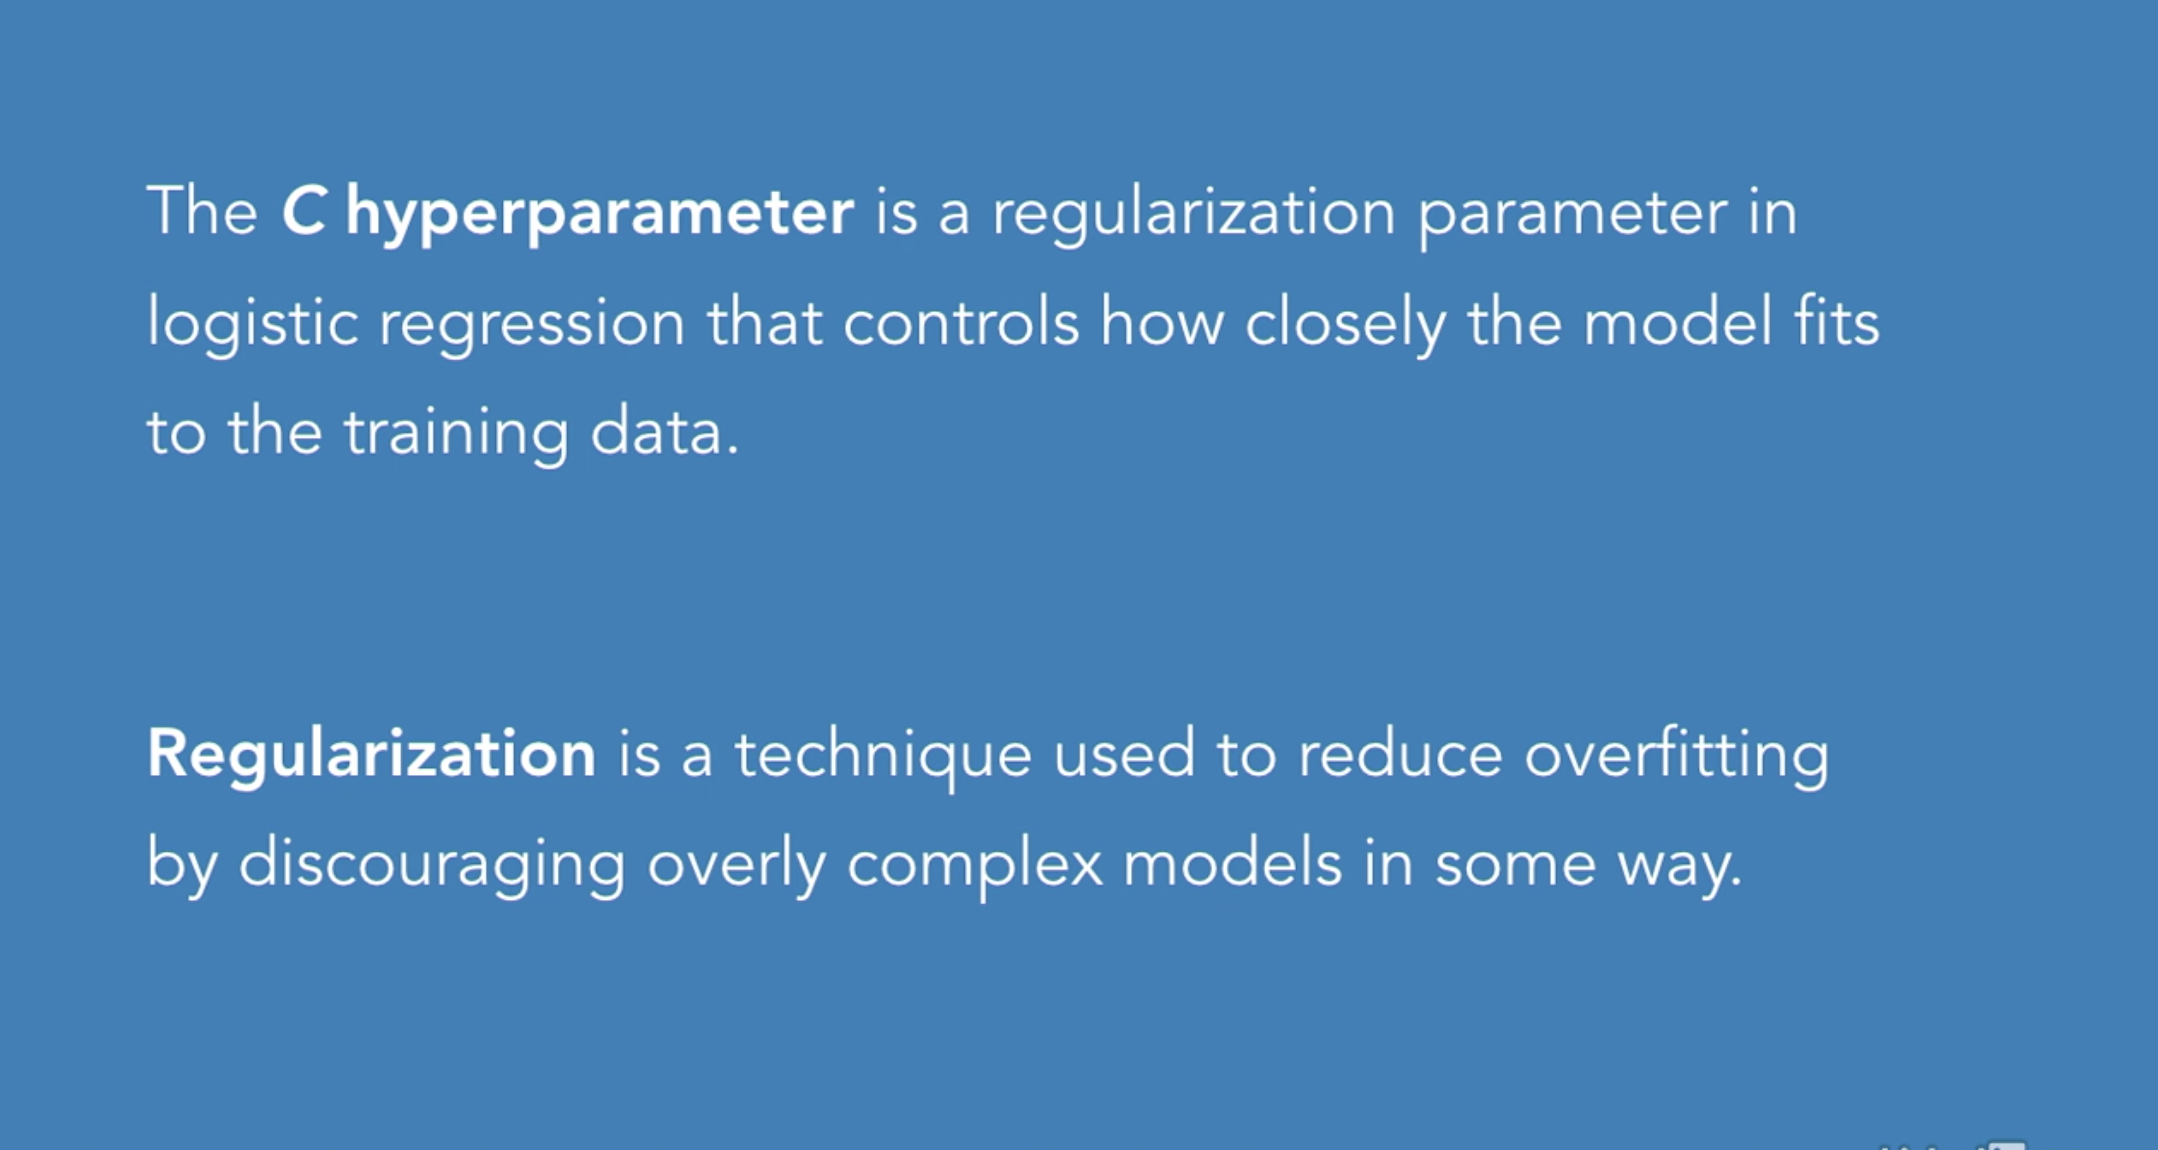 The C hyperparameter is a regularization parameter in
logistic regression that controls how closely the model fits
to the training data.
Regularization is a technique used to reduce overfitting
by discouraging overly complex models in some way.